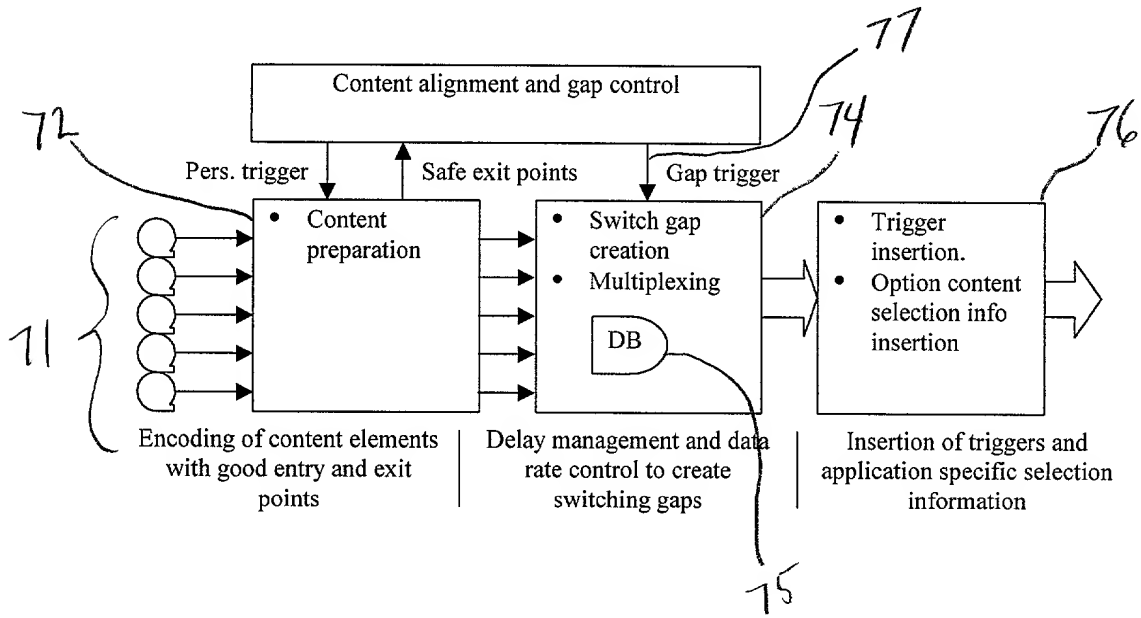 77
Content alignment and gap control
72
74
76
Pers. trigger
Safe exit points
Gap trigger
• Content
preparation
• Switch gap
creation
• Multiplexing
DB
• Trigger
insertion.
• Option content
selection info
insertion
71
Encoding of content elements
with good entry and exit
points
Delay management and data
rate control to create
switching gaps
Insertion of triggers and
application specific selection
information
75